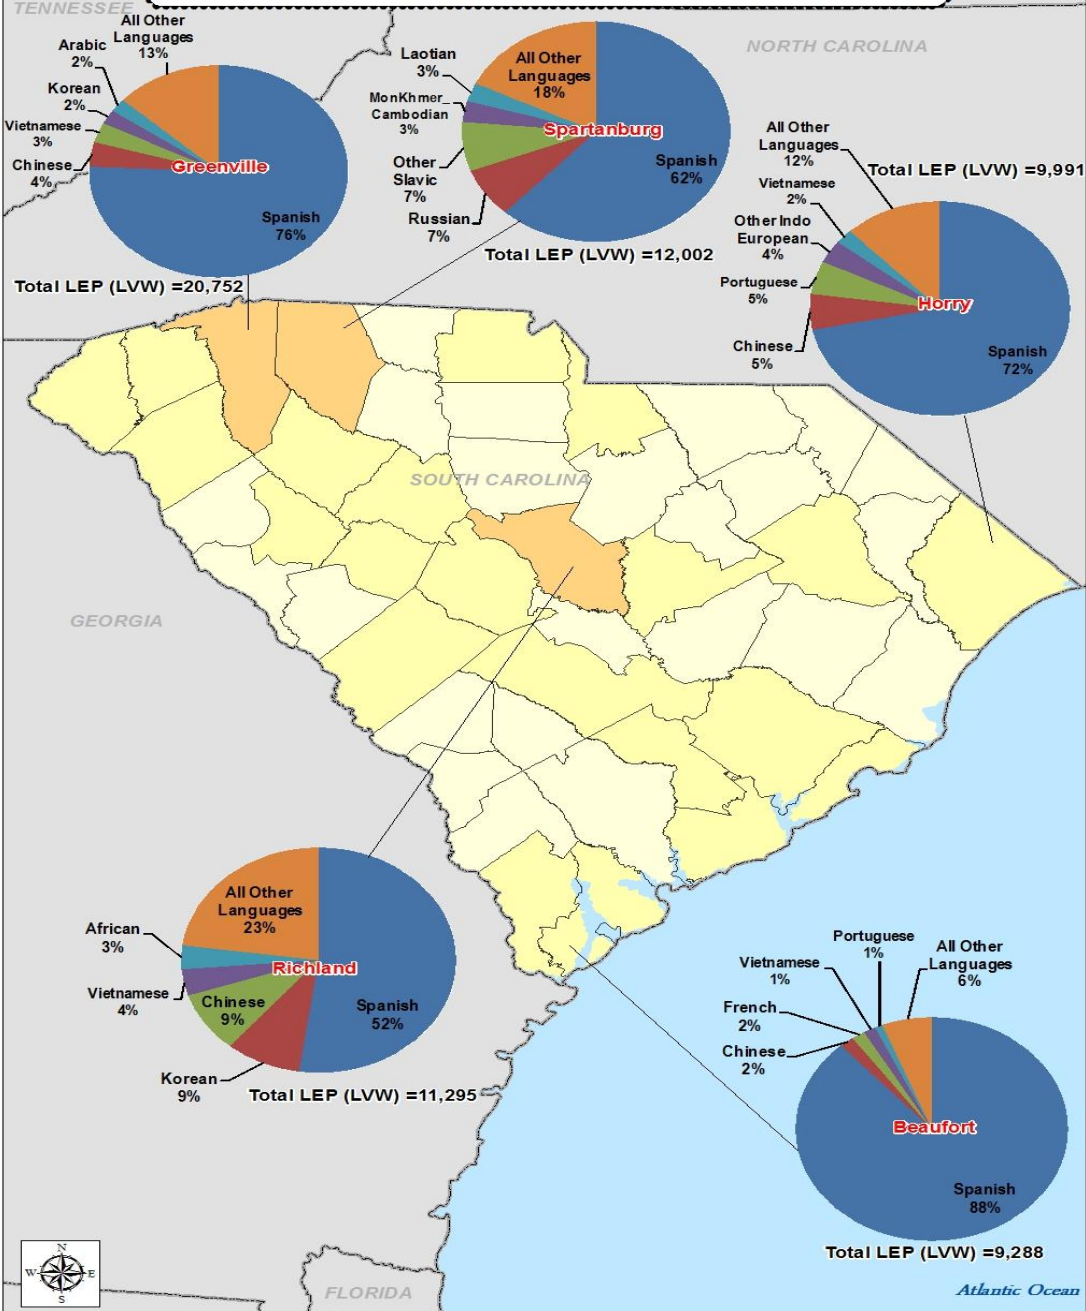 TENNESSEE
NORTH CAROLINA
All Other
Languages
13%
Arabic
2%
Korean
2%
Vietnamese
3%
Chinese
4%
Greenville
Spanish
76%
Total LEP (LVW) =20,752
Laotian
3%
MonKhmer_
Cambodian
3%
Other
Slavic
7%
Russian
7%
All Other
Languages
18%
Spartanburg
Spanish
62%
Total LEP (LVW) =12,002
All Other
Languages
12%
Total LEP (LVW) =9,991
Vietnamese
2%
Other Indo
European
4%
Portuguese
5%
Chinese
5%
Horry
Spanish
72%
SOUTH CAROLINA
GEORGIA
All Other
Languages
23%
African
3%
Vietnamese
4%
Chinese
9%
Korean
9%
Richland
Spanish
52%
Total LEP (LVW) =11,295
Portuguese
1%
All Other
Languages
6%
Vietnamese
1%
French
2%
Chinese
2%
Beaufort
Spanish
88%
Total LEP (LVW) =9,288
N
W
E
S
FLORIDA
Atlantic Ocean